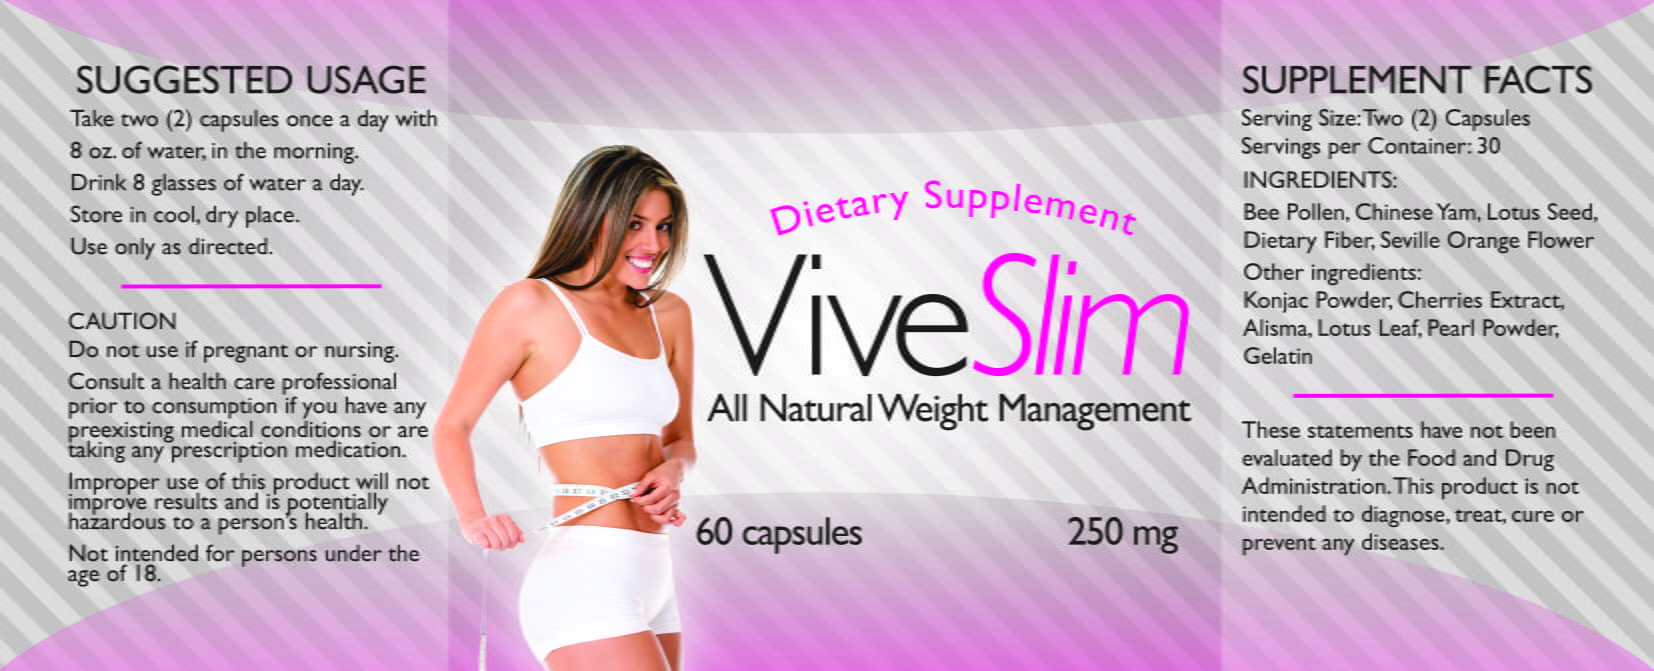 SUGGESTED USAGE
Take two (2) capsules once a day with
8 oz. of water, in the morning.
Drink 8 glasses of water a day.
Store in cool, dry place.
Use only as directed.
CAUTION
Do not use if pregnant or nursing.
Consult a health care professional
prior to consumption if you have any
preexisting medical conditions or are
taking any prescription medication.
Improper use of this product will not
improve results and is potentially
hazardous to a person's health.
Not intended for persons under the
age of 18.
Dietary Supplement
ViveSlim
All Natural Weight Management
60 capsules 250 mg
SUPPLEMENT FACTS
Serving Size: Two (2) Capsules
Servings per Container: 30
INGREDIENTS:
Bee Pollen, Chinese Yam, Lotus Seed,
Dietary Fiber, Seville Orange Flower
Other ingredients:
Konjac Powder, Cherries Extract,
Alisma, Lotus Leaf, Pearl Powder,
Gelatin
These statements have not been
evaluated by the Food and Drug
Administration. This product is not
intended to diagnose, treat, cure or
prevent any diseases.